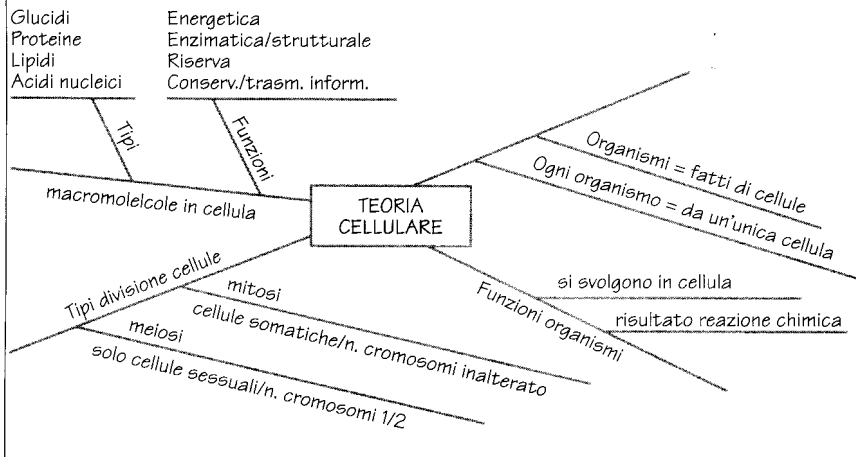 Glucidi
Proteine
Lipidi
Acidi nucleici
Energetica
Enzimatica/strutturale
Riserva
Conserv./trasm. inform.
Tipi
Funzioni
macromolelcole in cellula
TEORIA
CELLULARE
Organismi = fatti di cellule
Ogni organismo = da un'unica cellula
Tipi divisione cellule
mitosi
cellule somatiche/n. cromosomi inalterato
meiosi
solo cellule sessuali/n. cromosomi 1/2
Funzioni organismi
si svolgono in cellula
risultato reazione chimica